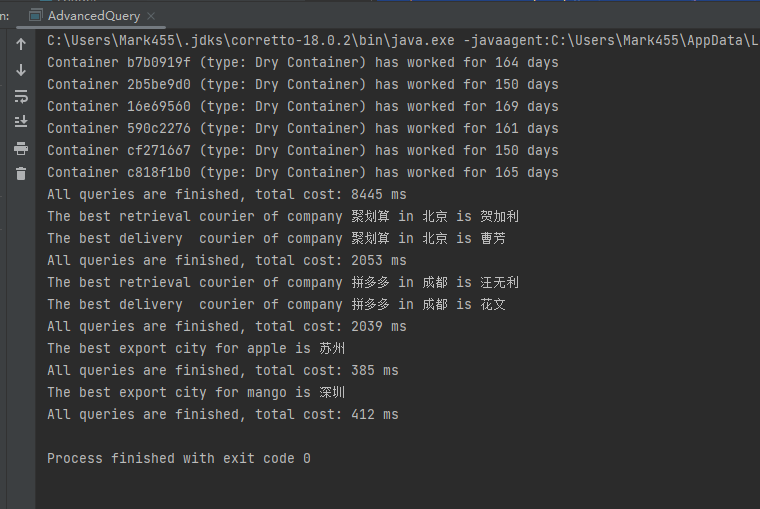 n:
AdvancedQuery
C:\Users\Mark455\.jdks\corretto-18.0.2\bin\java.exe -javaagent:C:\Users\Mark455\AppData\L
Container b7b0919f (type: Dry Container) has worked for 164 days
Container 2b5be9d0 (type: Dry Container) has worked for 150 days
Container 16e69560 (type: Dry Container) has worked for 169 days
Container 590c2276 (type: Dry Container) has worked for 161 days
Container cf271667 (type: Dry Container) has worked for 150 days
Container c818f1b0 (type: Dry Container) has worked for 165 days
All queries are finished, total cost: 8445 ms
The best retrieval courier of company 聚划算 in 北京 is 贺加利
The best delivery  courier of company 聚划算 in 北京 is 曹芳
All queries are finished, total cost: 2053 ms
The best retrieval courier of company 拼多多 in 成都 is 汪无利
The best delivery  courier of company 拼多多 in 成都 is 花文
All queries are finished, total cost: 2039 ms
The best export city for apple is 苏州
All queries are finished, total cost: 385 ms
The best export city for mango is 深圳
All queries are finished, total cost: 412 ms
Process finished with exit code 0